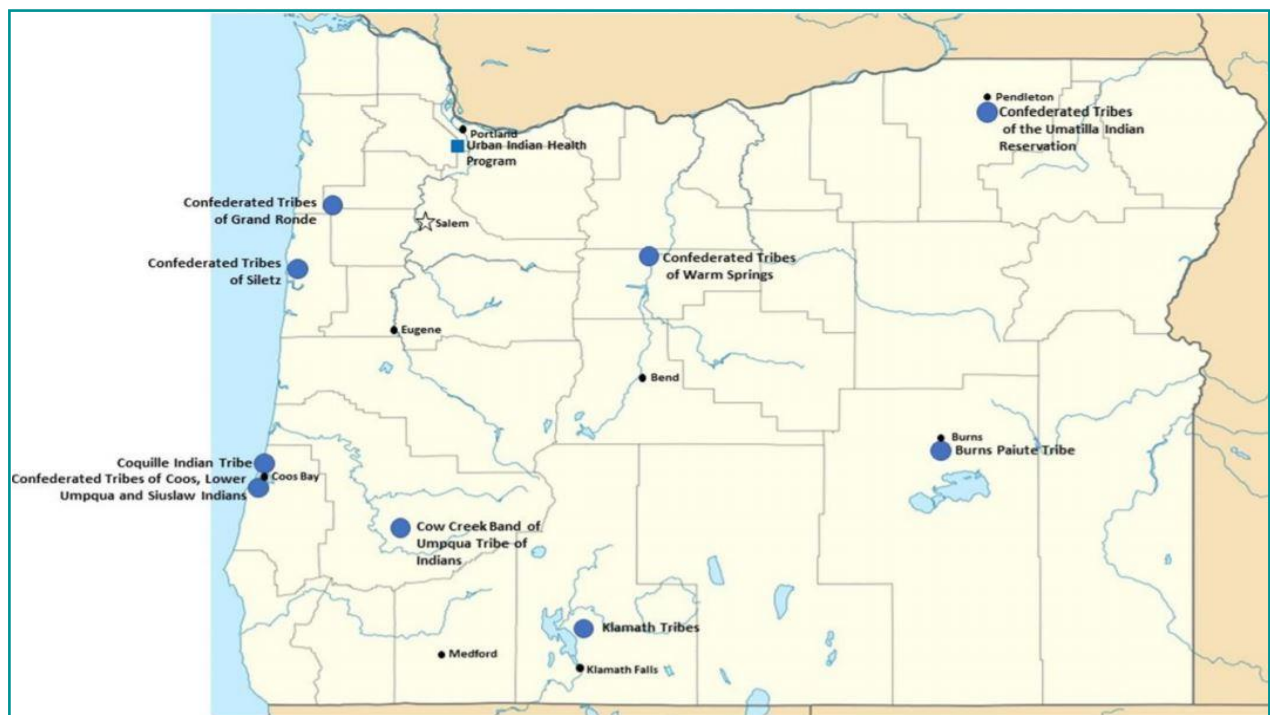 Pendleton
Confederated Tribes
of the Umatilla Indian
Reservation
Portland
Urban Indian Health
Program
Confederated Tribes
of Grand Ronde
Salem
Confederated Tribes
of Siletz
Confederated Tribes
of Warm Springs
Eugene
Bend
Burns
Burns Paiute Tribe
Coquille Indian Tribe
Coos Bay
Confederated Tribes of Coos, Lower
Umpqua and Siuslaw Indians
Cow Creek Band of
Umpqua Tribe of
Indians
Klamath Tribes
Medford
Klamath Falls